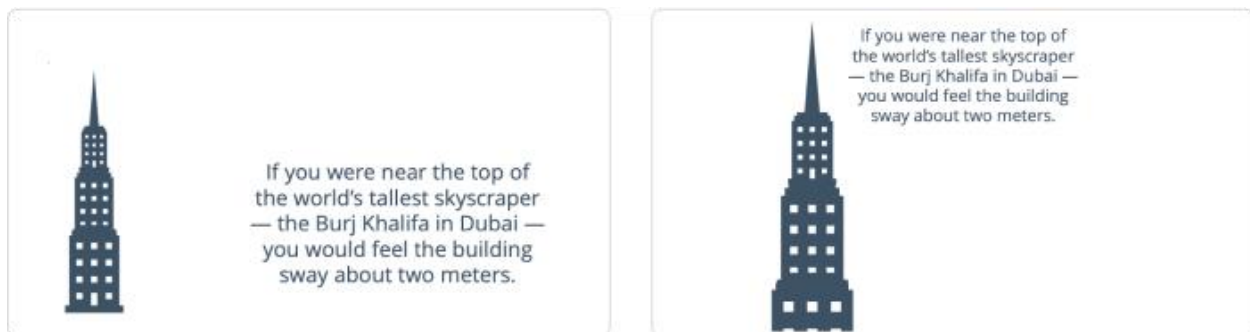 If you were near the top of
the world's tallest skyscraper
— the Burj Khalifa in Dubai —
you would feel the building
sway about two meters.
If you were near the top of
the world's tallest skyscraper
— the Burj Khalifa in Dubai —
you would feel the building
sway about two meters.